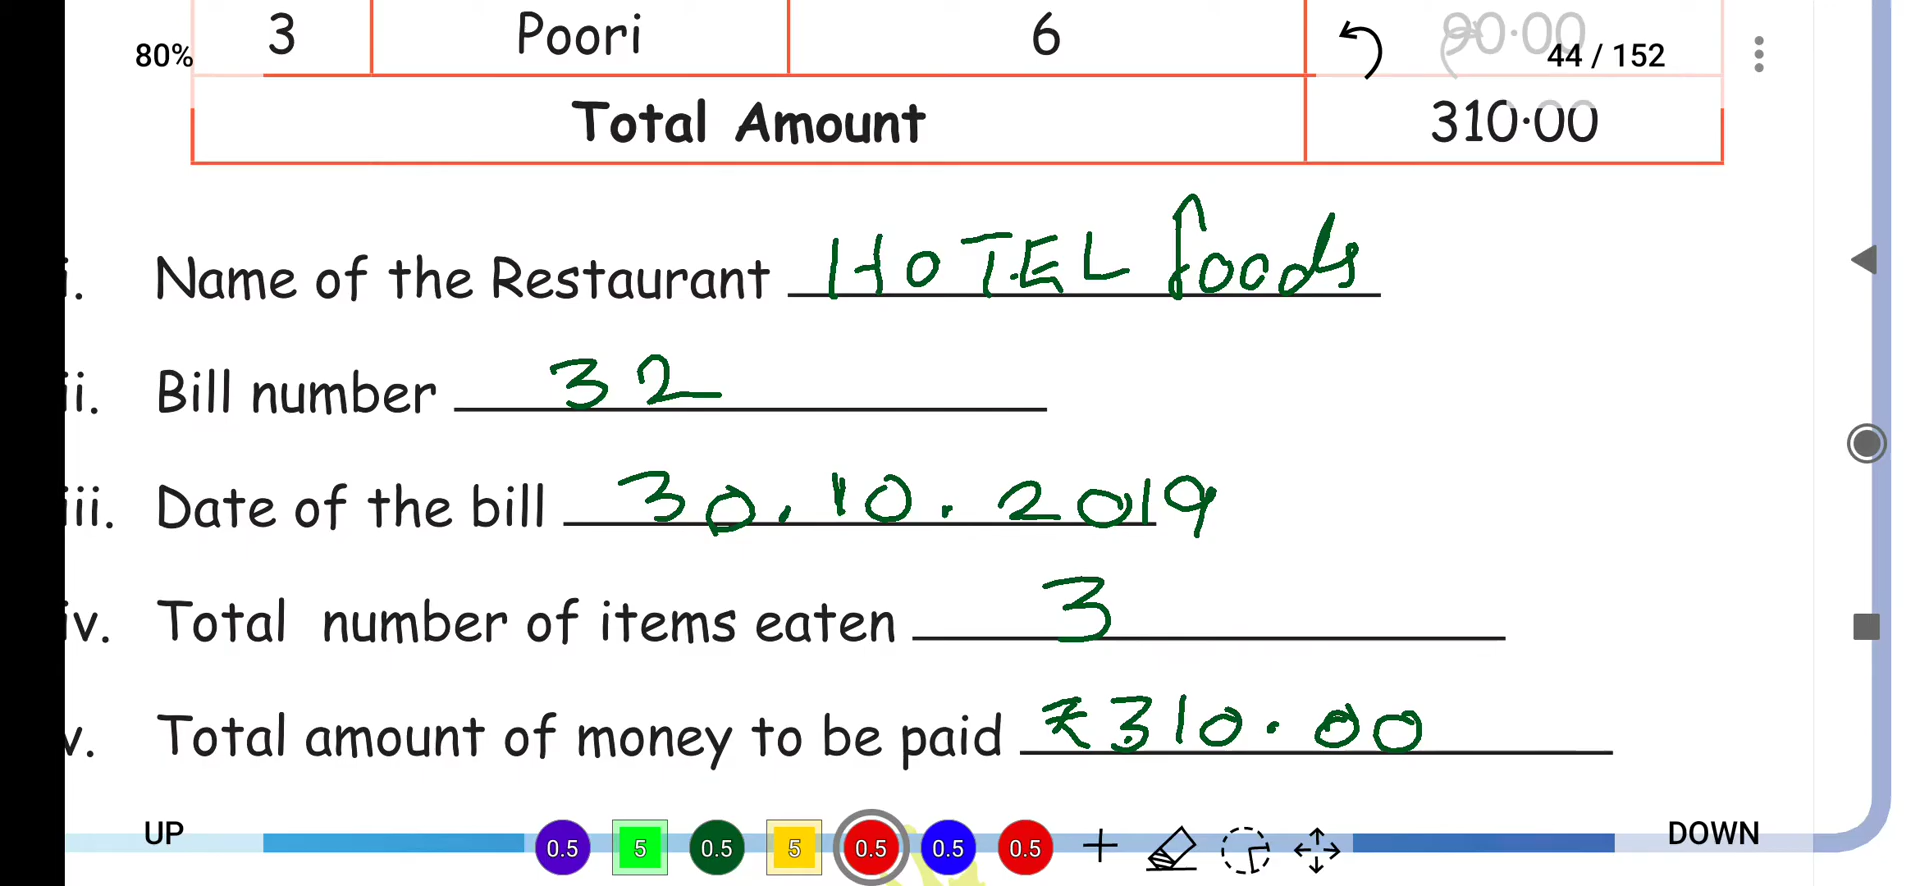 80% 3 Poori 6 90·00 44 / 152
Total Amount 310·00
i. Name of the Restaurant HOTEL foods
ii. Bill number 32
iii. Date of the bill 30.10.2019
iv. Total number of items eaten 3
v. Total amount of money to be paid ₹310.00
UP 0.5 5 0.5 5 0.5 0.5 0.5 DOWN